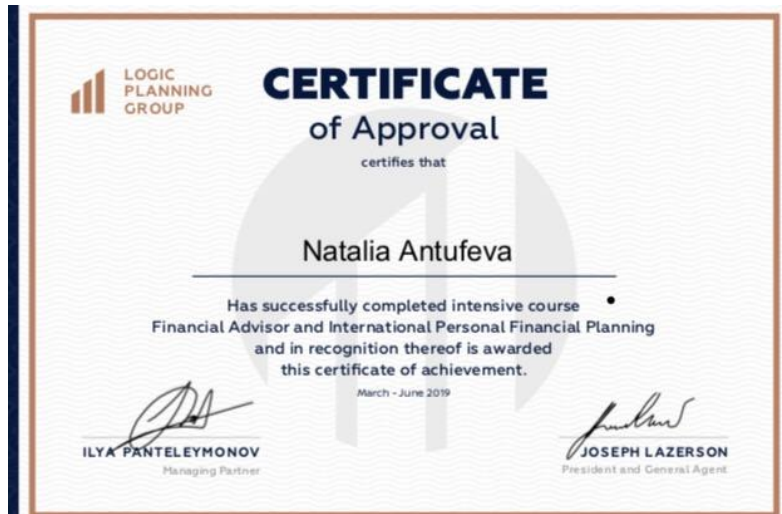 LOGIC
PLANNING
GROUP
CERTIFICATE
of Approval
certifies that
Natalia Antufeva
Has successfully completed intensive course
Financial Advisor and International Personal Financial Planning
and in recognition thereof is awarded
this certificate of achievement.
March - June 2019
ILYA PANTELEYMONOV
Managing Partner
JOSEPH LAZERSON
President and General Agent